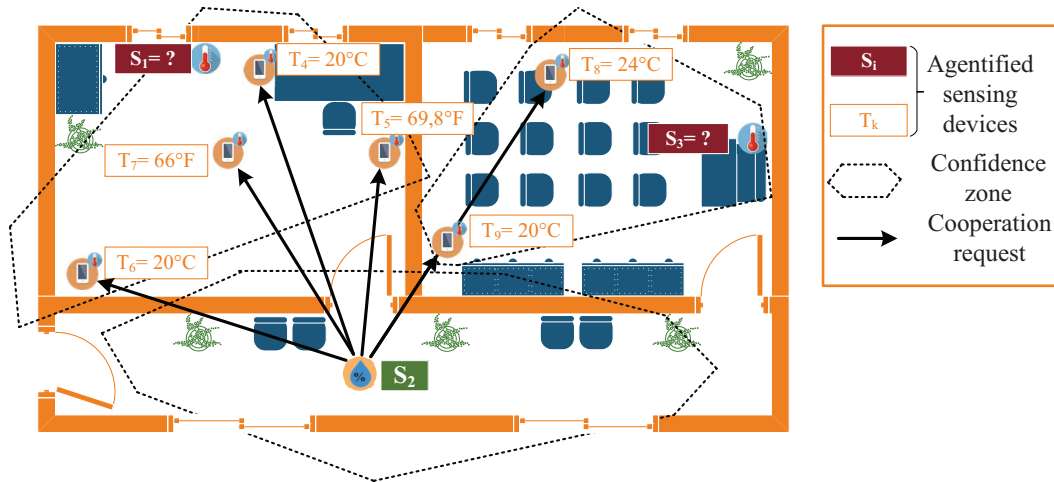 S1= ?
T4= 20°C
T8= 24°C
T5= 69,8°F
S3= ?
T7= 66°F
T9= 20°C
T6= 20°C
%
S2
Si
Tk
Agentified
sensing
devices
Confidence
zone
Cooperation
request